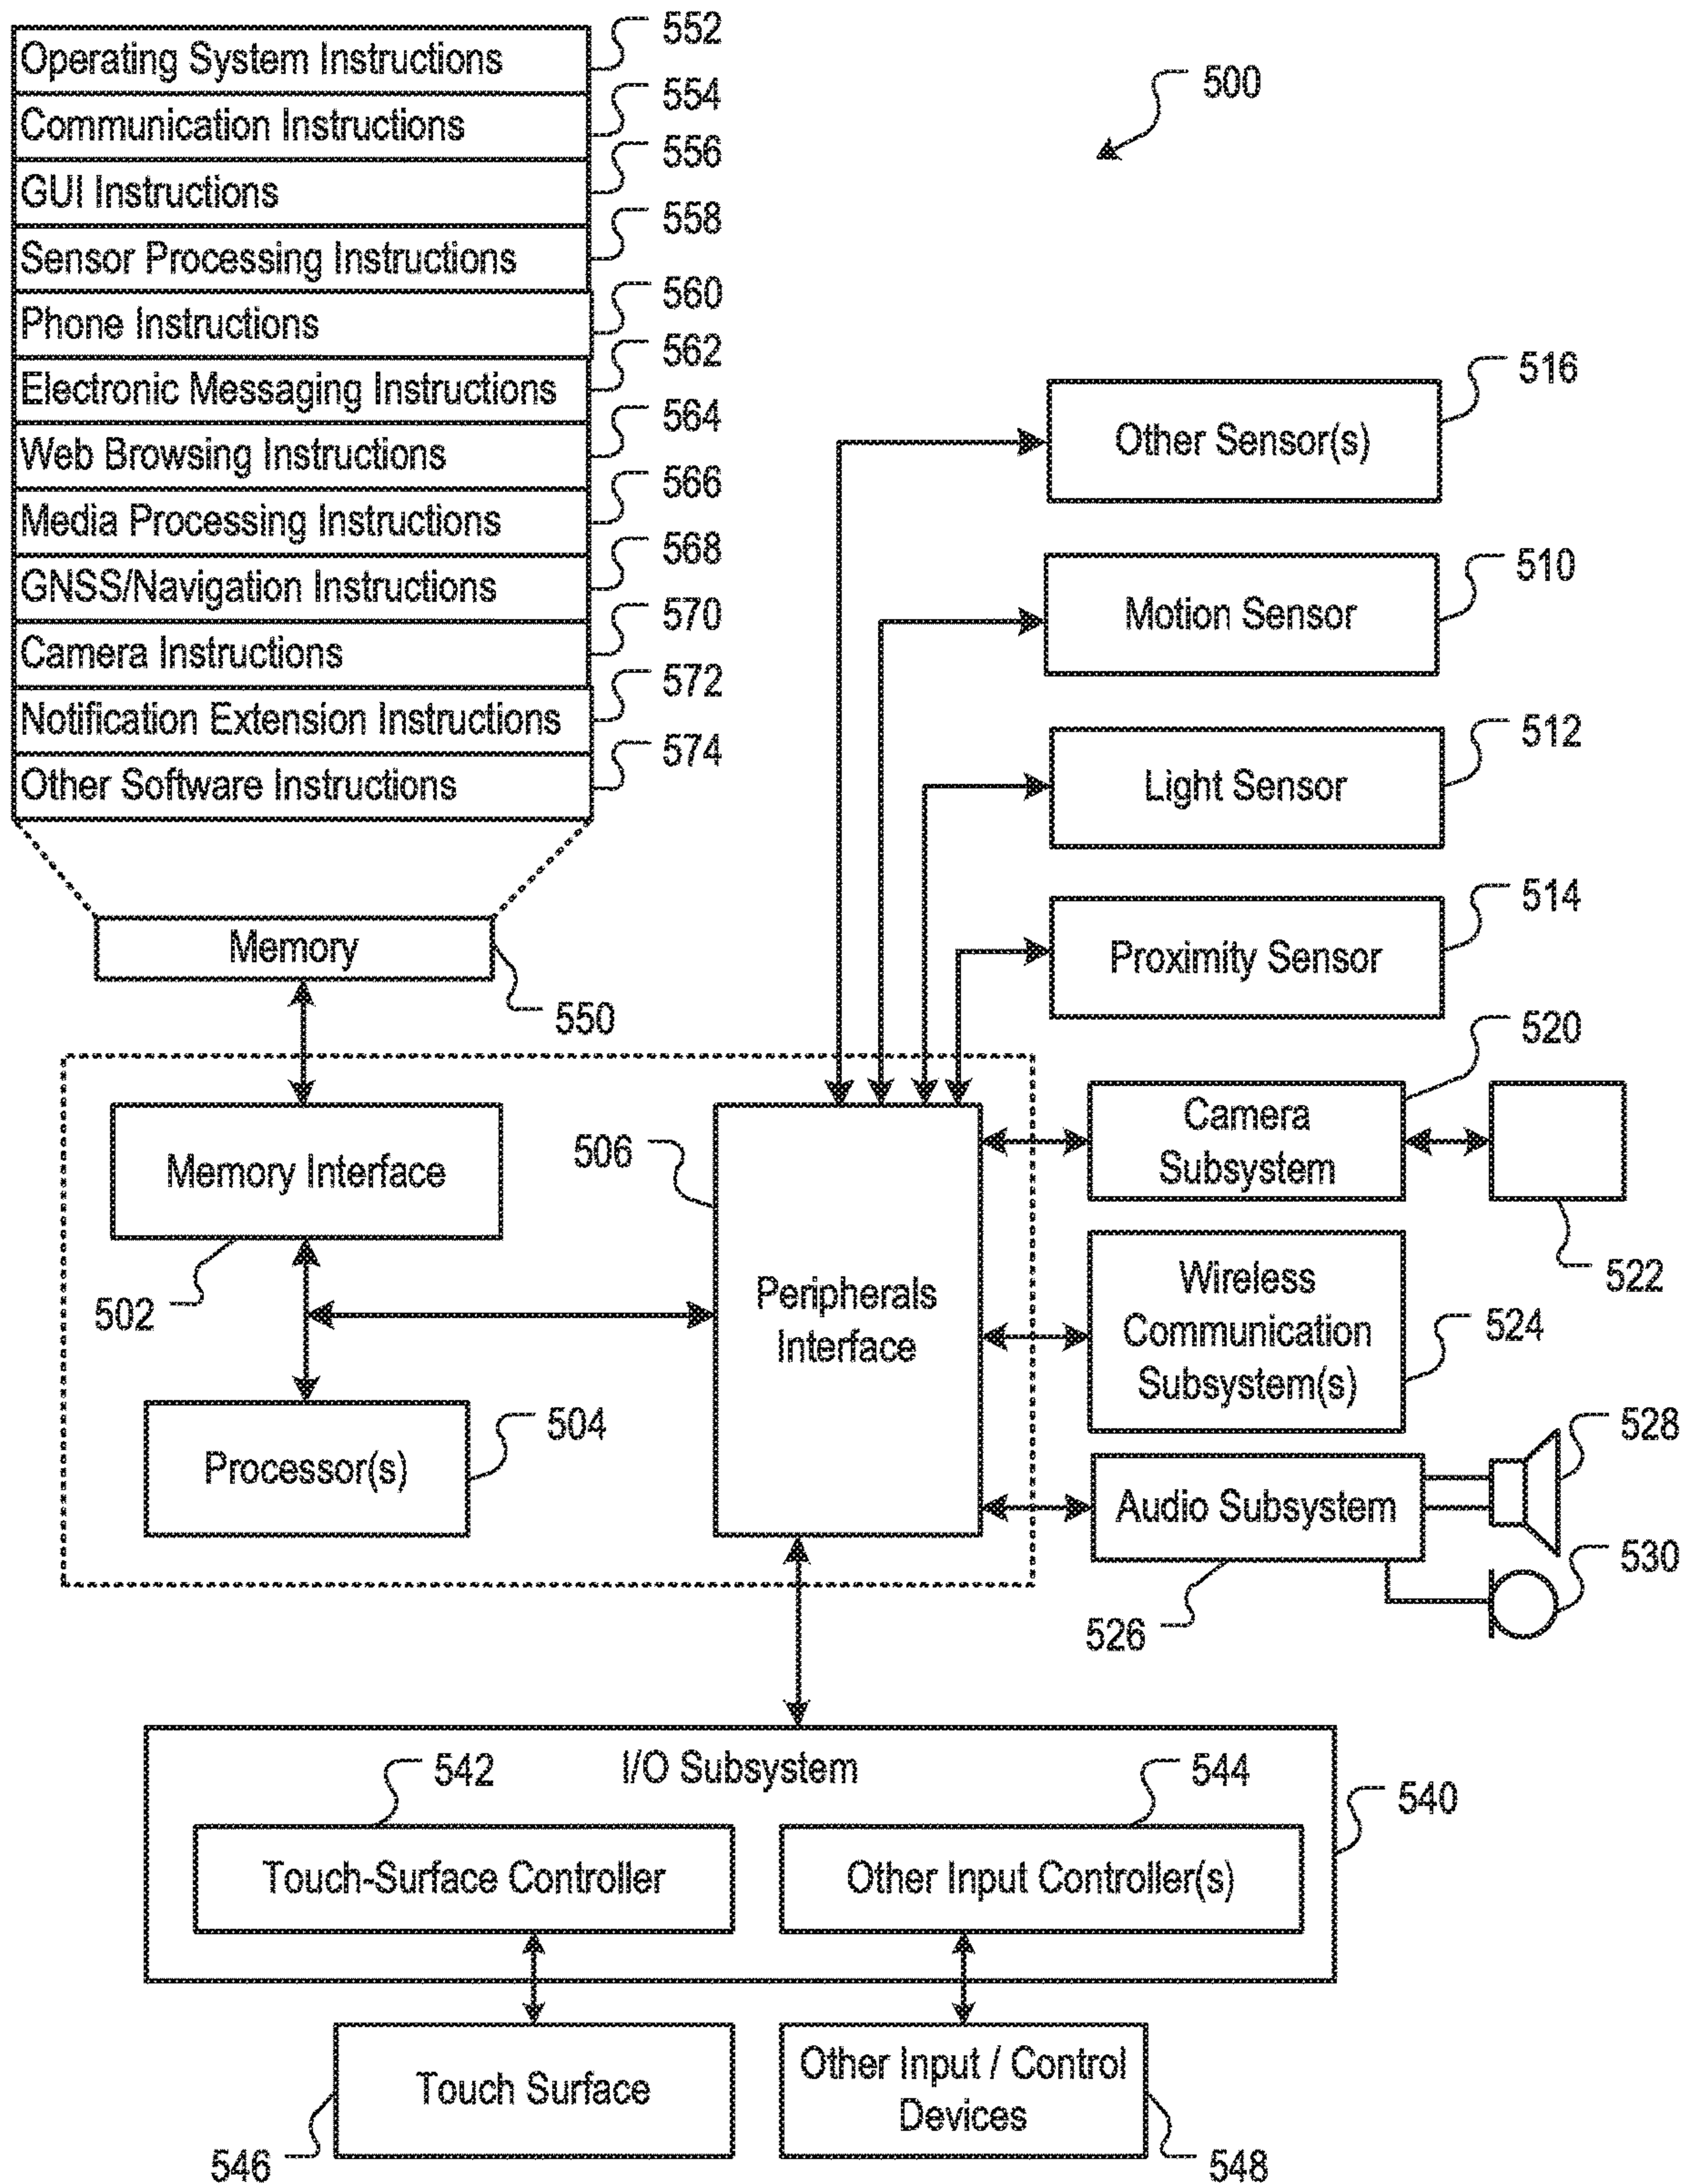 Operating System Instructions
552
Communication Instructions
554
GUI Instructions
556
Sensor Processing Instructions
558
Phone Instructions
560
Electronic Messaging Instructions
562
Web Browsing Instructions
564
Media Processing Instructions
566
GNSS/Navigation Instructions
568
Camera Instructions
570
Notification Extension Instructions
572
Other Software Instructions
574
Memory
550
500
Other Sensor(s)
516
Motion Sensor
510
Light Sensor
512
Proximity Sensor
514
Memory Interface
502
Processor(s)
504
506
Peripherals
Interface
Camera
Subsystem
520
522
Wireless
Communication
Subsystem(s)
524
Audio Subsystem
526
528
530
I/O Subsystem
540
542
Touch-Surface Controller
544
Other Input Controller(s)
Touch Surface
546
Other Input / Control
Devices
548